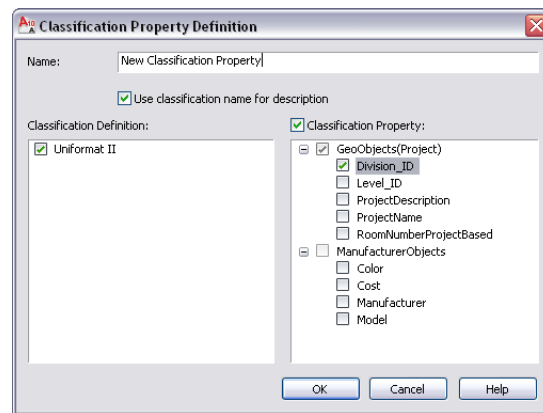 A10 A Classification Property Definition
Name: New Classification Property
Use classification name for description
Classification Definition:
Classification Property:
Uniformat II
GeoObjects(Project)
Division_ID
Level_ID
ProjectDescription
ProjectName
RoomNumberProjectBased
ManufacturerObjects
Color
Cost
Manufacturer
Model
OK Cancel Help